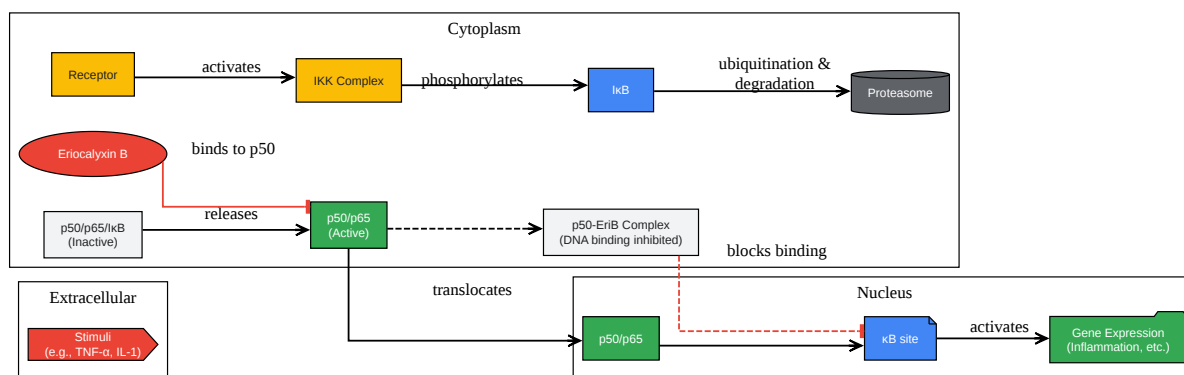 Cytoplasm
Receptor
activates
IKK Complex
phosphorylates
IκB
ubiquitination &
degradation
Proteasome
Eriocalyxin B
binds to p50
p50/p65/IκB
(Inactive)
releases
p50/p65
(Active)
p50-EriB Complex
(DNA binding inhibited)
blocks binding
Extracellular
Stimuli
(e.g., TNF-α, IL-1)
translocates
Nucleus
p50/p65
κB site
activates
Gene Expression
(Inflammation, etc.)